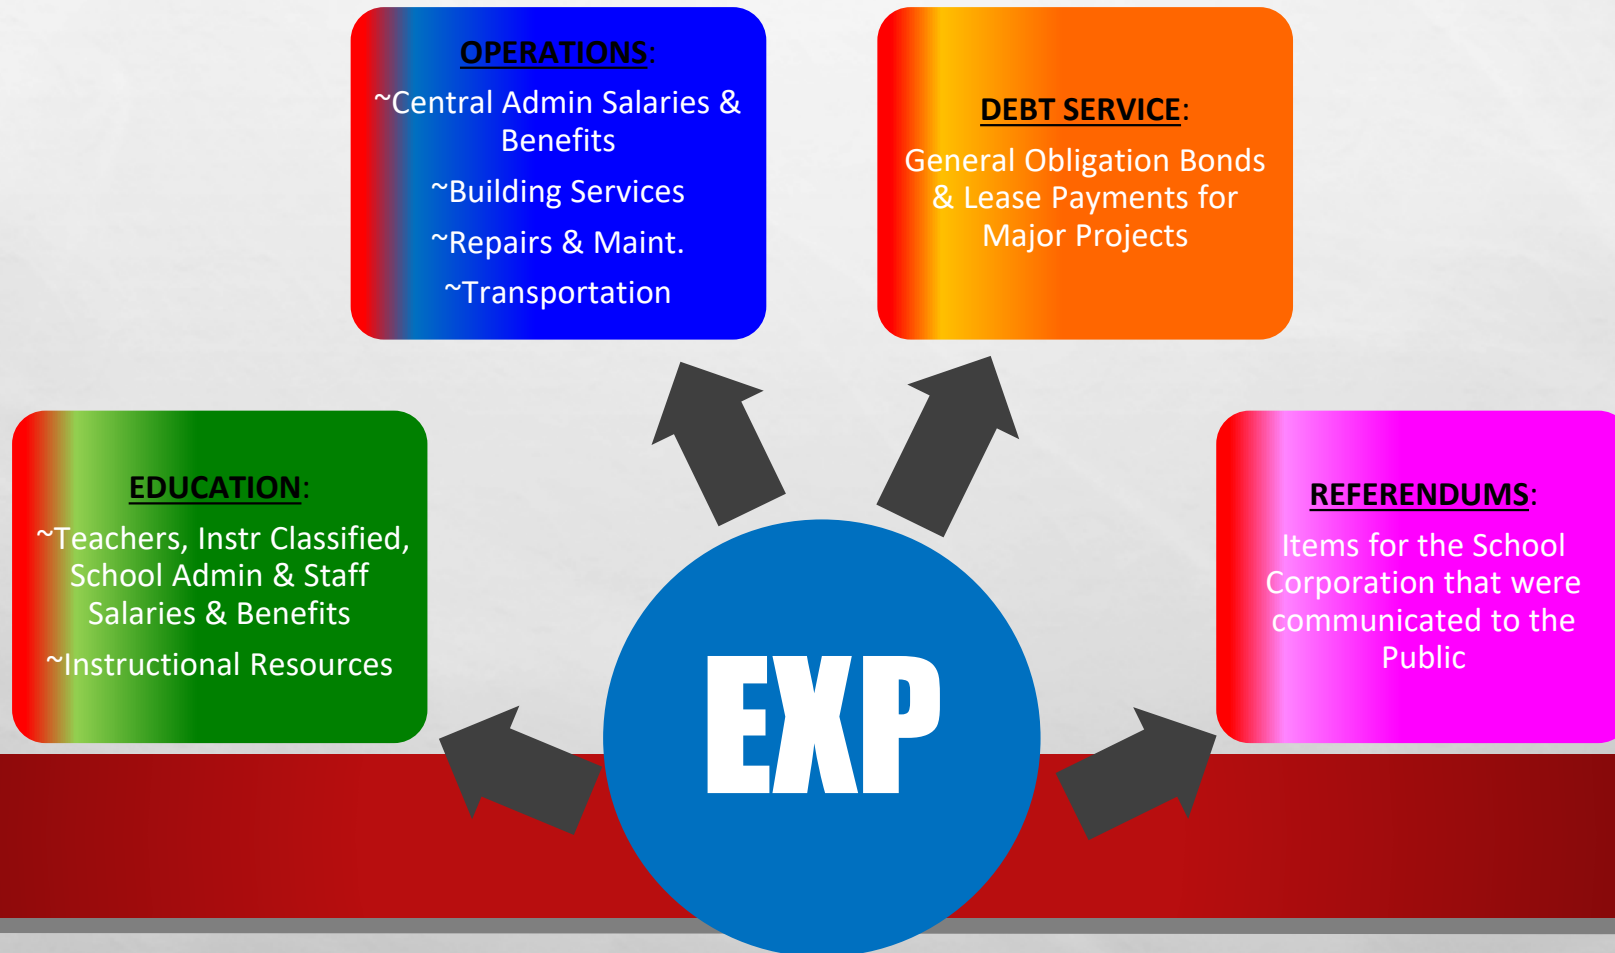 OPERATIONS:
~Central Admin Salaries &
Benefits
~Building Services
~Repairs & Maint.
~Transportation
DEBT SERVICE:
General Obligation Bonds
& Lease Payments for
Major Projects
EDUCATION:
~Teachers, Instr Classified,
School Admin & Staff
Salaries & Benefits
~Instructional Resources
REFERENDUMS:
Items for the School
Corporation that were
communicated to the
Public
EXP